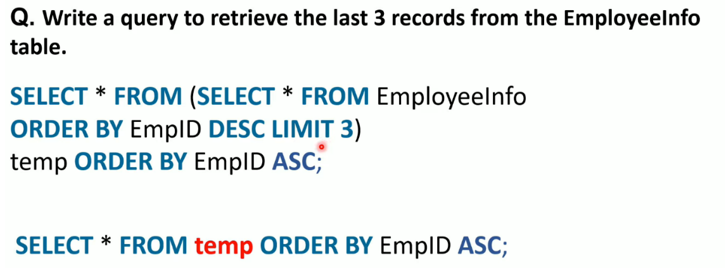 Q. Write a query to retrieve the last 3 records from the EmployeeInfo
table.
SELECT * FROM (SELECT * FROM EmployeeInfo
ORDER BY EmpID DESC LIMIT 3)
temp ORDER BY EmpID ASC;
SELECT * FROM temp ORDER BY EmpID ASC;